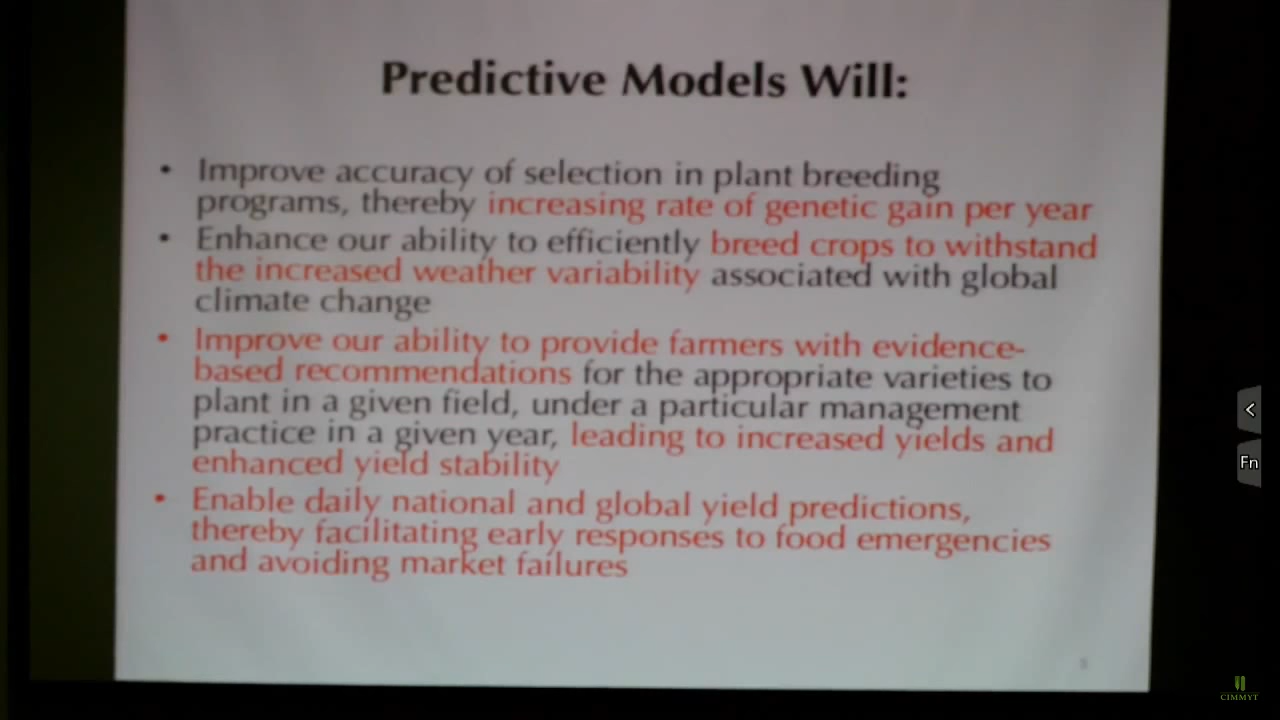 Predictive Models Will:
• Improve accuracy of selection in plant breeding
programs, thereby increasing rate of genetic gain per year
• Enhance our ability to efficiently breed crops to withstand
the increased weather variability associated with global
climate change
• Improve our ability to provide farmers with evidence-
based recommendations for the appropriate varieties to
plant in a given field, under a particular management
practice in a given year, leading to increased yields and
enhanced yield stability
• Enable daily national and global yield predictions,
thereby facilitating early responses to food emergencies
and avoiding market failures
<
Fn
CIMMYT